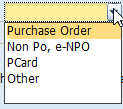 Purchase Order
Non Po, e-NPO
PCard
Other